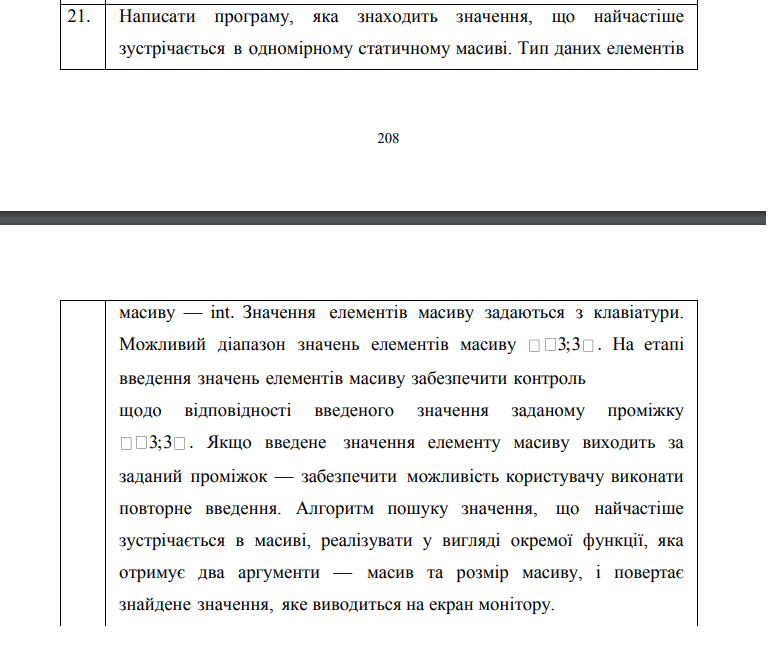 21. Написати програму, яка знаходить значення, що найчастіше
зустрічається в одномірному статичному масиві. Тип даних елементів
208
масиву — int. Значення елементів масиву задаються з клавіатури.
Можливий діапазон значень елементів масиву □□3;3□. На етапі
введення значень елементів масиву забезпечити контроль
щодо відповідності введеного значення заданому проміжку
□□3;3□. Якщо введене значення елементу масиву виходить за
заданий проміжок — забезпечити можливість користувачу виконати
повторне введення. Алгоритм пошуку значення, що найчастіше
зустрічається в масиві, реалізувати у вигляді окремої функції, яка
отримує два аргументи — масив та розмір масиву, і повертає
знайдене значення, яке виводиться на екран монітору.